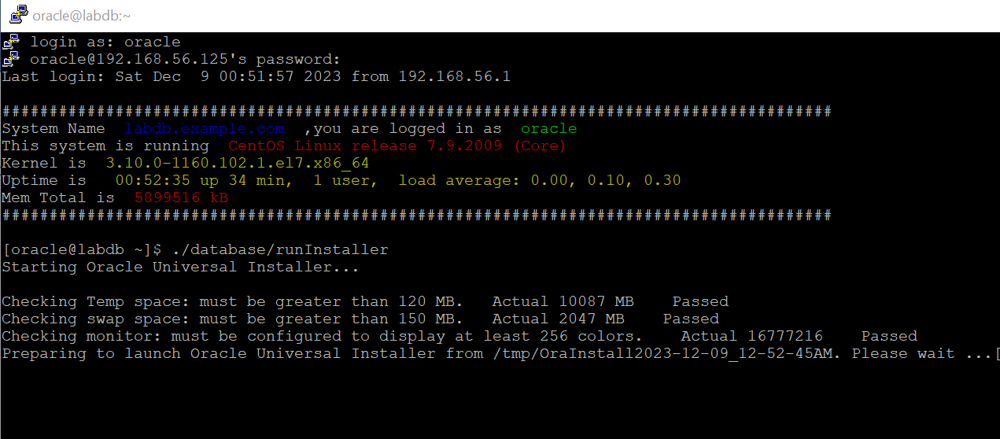 oracle@labdb:~
login as: oracle
oracle@192.168.56.125's password:
Last login: Sat Dec  9 00:51:57 2023 from 192.168.56.1
########################################################################################
System Name  labdb.example.com  ,you are logged in as  oracle
This system is running  CentOS Linux release 7.9.2009 (Core)
Kernel is  3.10.0-1160.102.1.el7.x86_64
Uptime is   00:52:35 up 34 min,  1 user,  load average: 0.00, 0.10, 0.30
Mem Total is  5899516 kB
########################################################################################
[oracle@labdb ~]$ ./database/runInstaller
Starting Oracle Universal Installer...
Checking Temp space: must be greater than 120 MB.   Actual 10087 MB    Passed
Checking swap space: must be greater than 150 MB.   Actual 2047 MB    Passed
Checking monitor: must be configured to display at least 256 colors.    Actual 16777216    Passed
Preparing to launch Oracle Universal Installer from /tmp/OraInstall2023-12-09_12-52-45AM. Please wait ...[